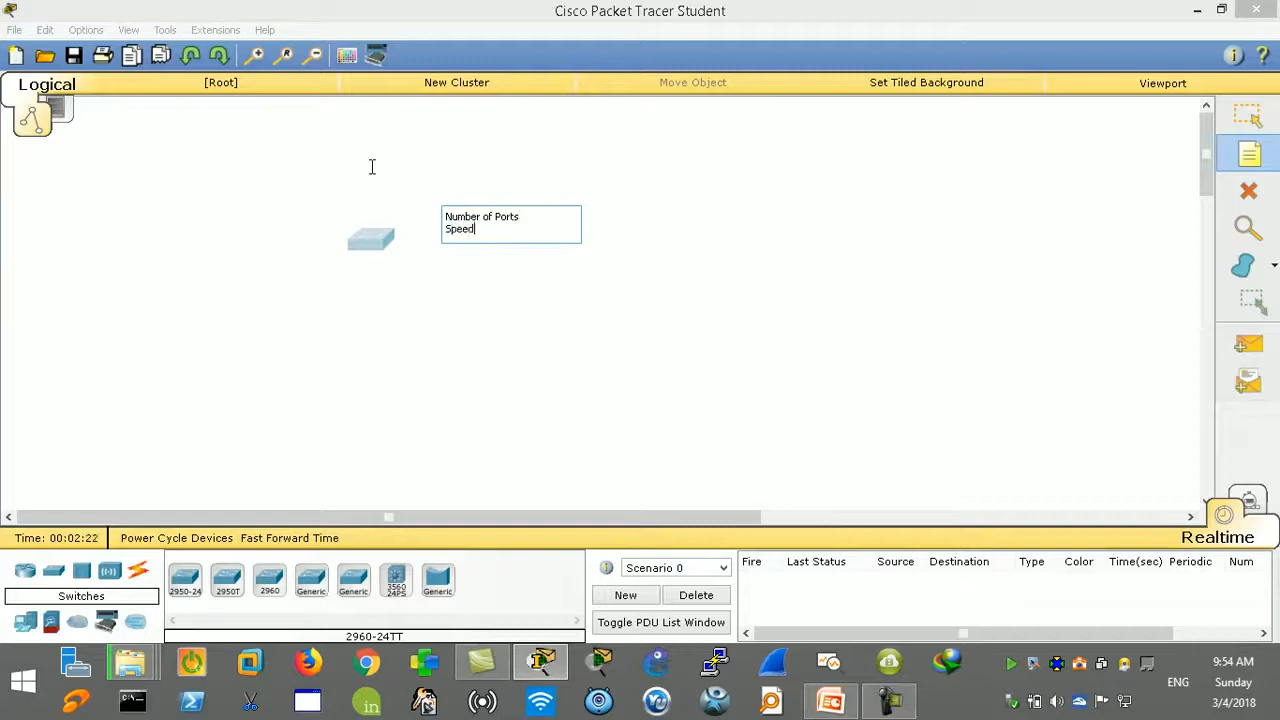 Cisco Packet Tracer Student
File Edit Options View Tools Extensions Help
Logical [Root] New Cluster Move Object Set Tiled Background Viewport
Number of Ports
Speed
Realtime
Time: 00:02:22 Power Cycle Devices Fast Forward Time
Switches
2950-24 2950T 2960 Generic Generic 3560 24PS Generic
2960-24TT
Scenario 0
New Delete
Toggle PDU List Window
Fire Last Status Source Destination Type Color Time(sec) Periodic Num
ENG
9:54 AM
Sunday
3/4/2018